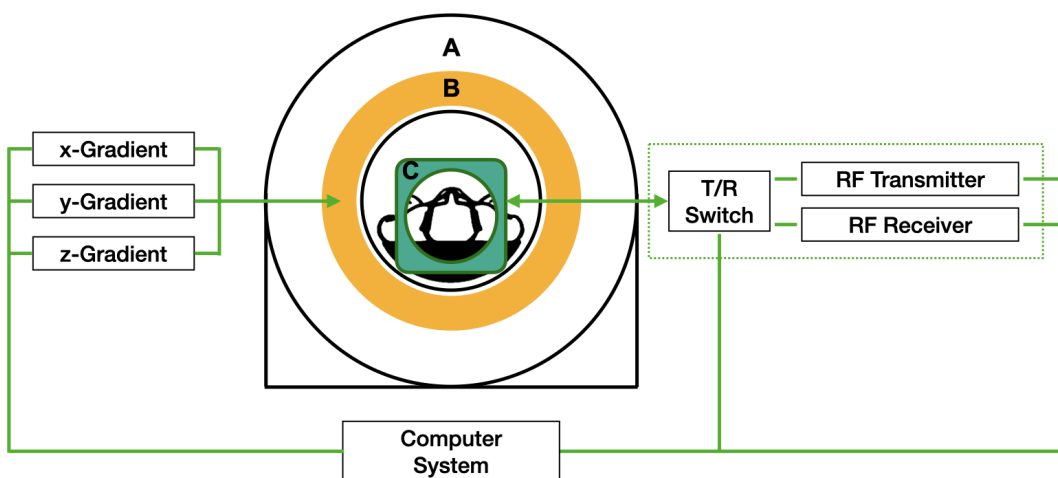 A
B
C
x-Gradient
y-Gradient
z-Gradient
T/R
Switch
RF Transmitter
RF Receiver
Computer
System